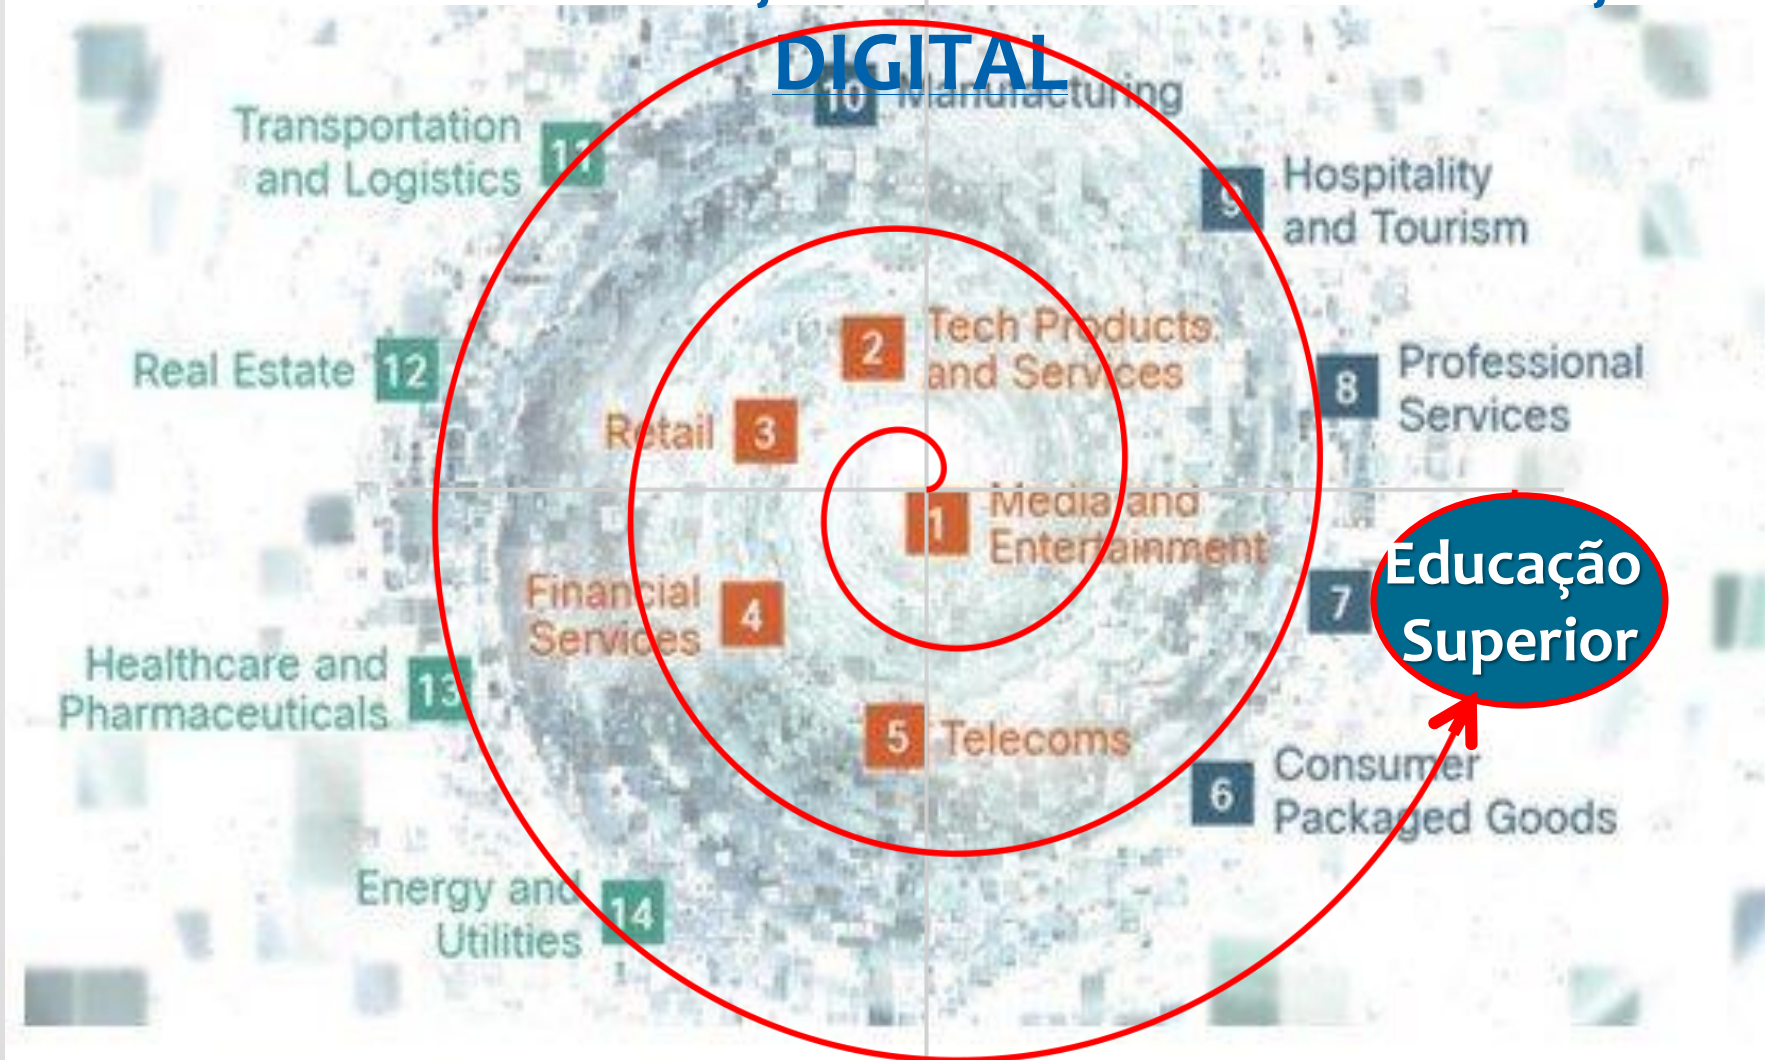 DIGITAL
10 Manufacturing
Transportation
and Logistics 11
9 Hospitality
and Tourism
2 Tech Products
and Services
Real Estate 12
8 Professional
Services
Retail 3
1 Media and
Entertainment
Financial
Services 4
7 Educação
Superior
Healthcare and
Pharmaceuticals 13
5 Telecoms
6 Consumer
Packaged Goods
Energy and
Utilities 14